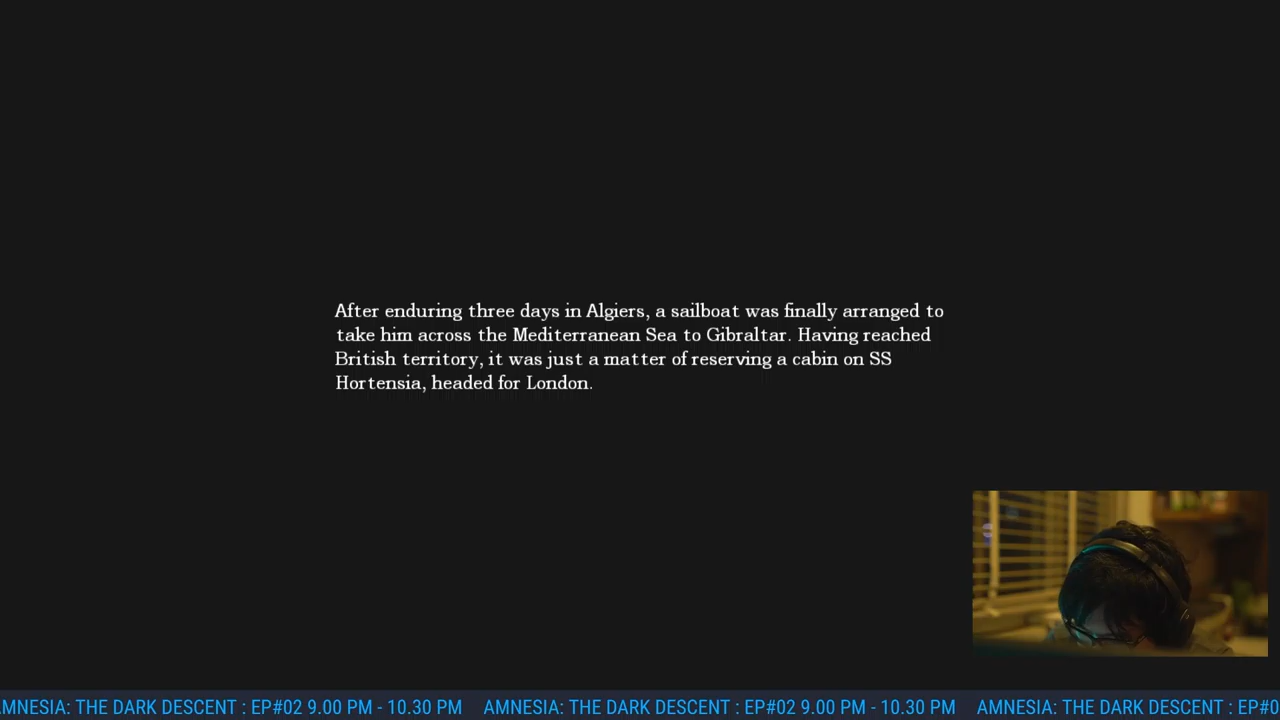 After enduring three days in Algiers, a sailboat was finally arranged to
take him across the Mediterranean Sea to Gibraltar. Having reached
British territory, it was just a matter of reserving a cabin on SS
Hortensia, headed for London.
MNESIA: THE DARK DESCENT : EP#02 9.00 PM - 10.30 PM AMNESIA: THE DARK DESCENT : EP#02 9.00 PM - 10.30 PM AMNESIA: THE DARK DESCENT : EP#0